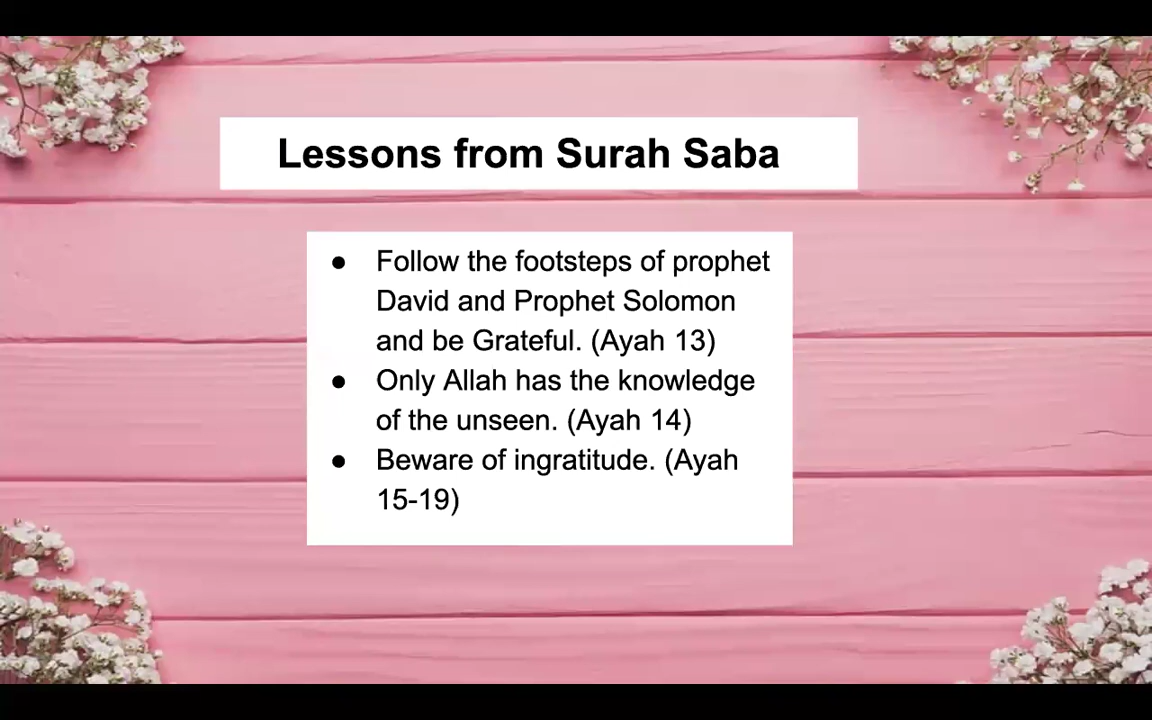 Lessons from Surah Saba
● Follow the footsteps of prophet
David and Prophet Solomon
and be Grateful. (Ayah 13)
● Only Allah has the knowledge
of the unseen. (Ayah 14)
● Beware of ingratitude. (Ayah
15-19)